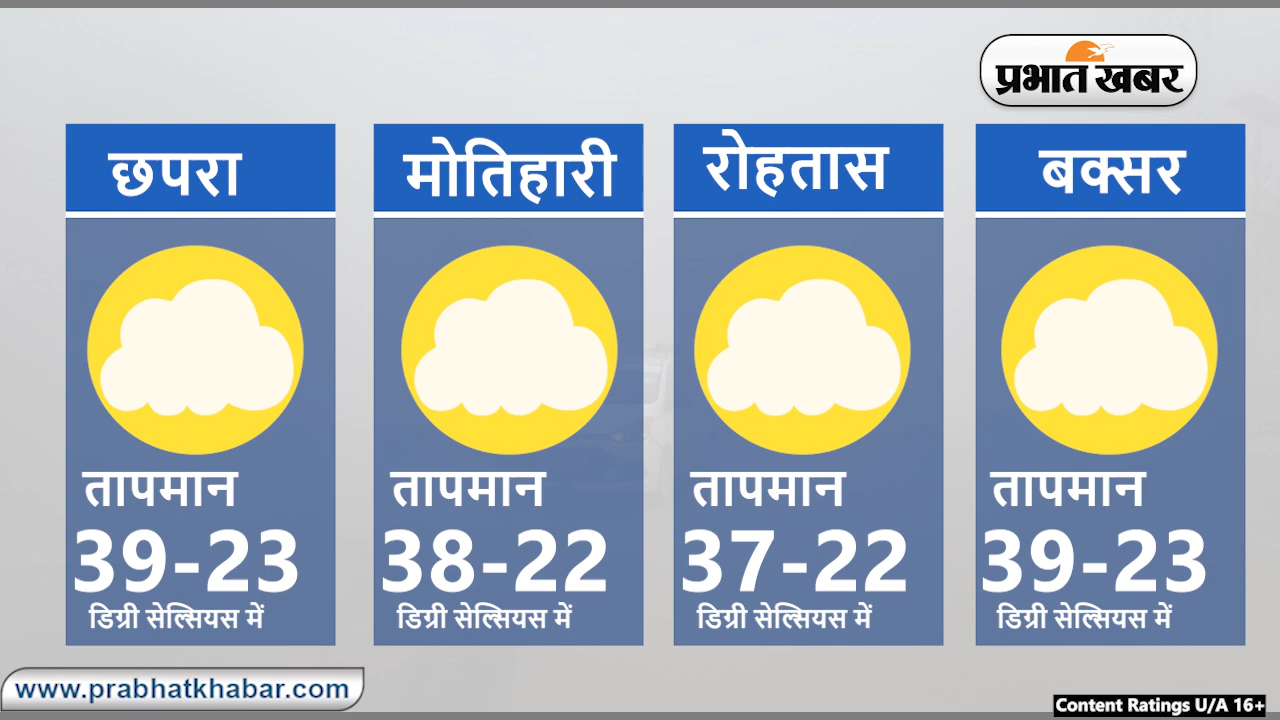 प्रभात खबर
छपरा
तापमान
39-23
डिग्री सेल्सियस में
मोतिहारी
तापमान
38-22
डिग्री सेल्सियस में
रोहतास
तापमान
37-22
डिग्री सेल्सियस में
बक्सर
तापमान
39-23
डिग्री सेल्सियस में
www.prabhatkhabar.com
Content Ratings U/A 16+